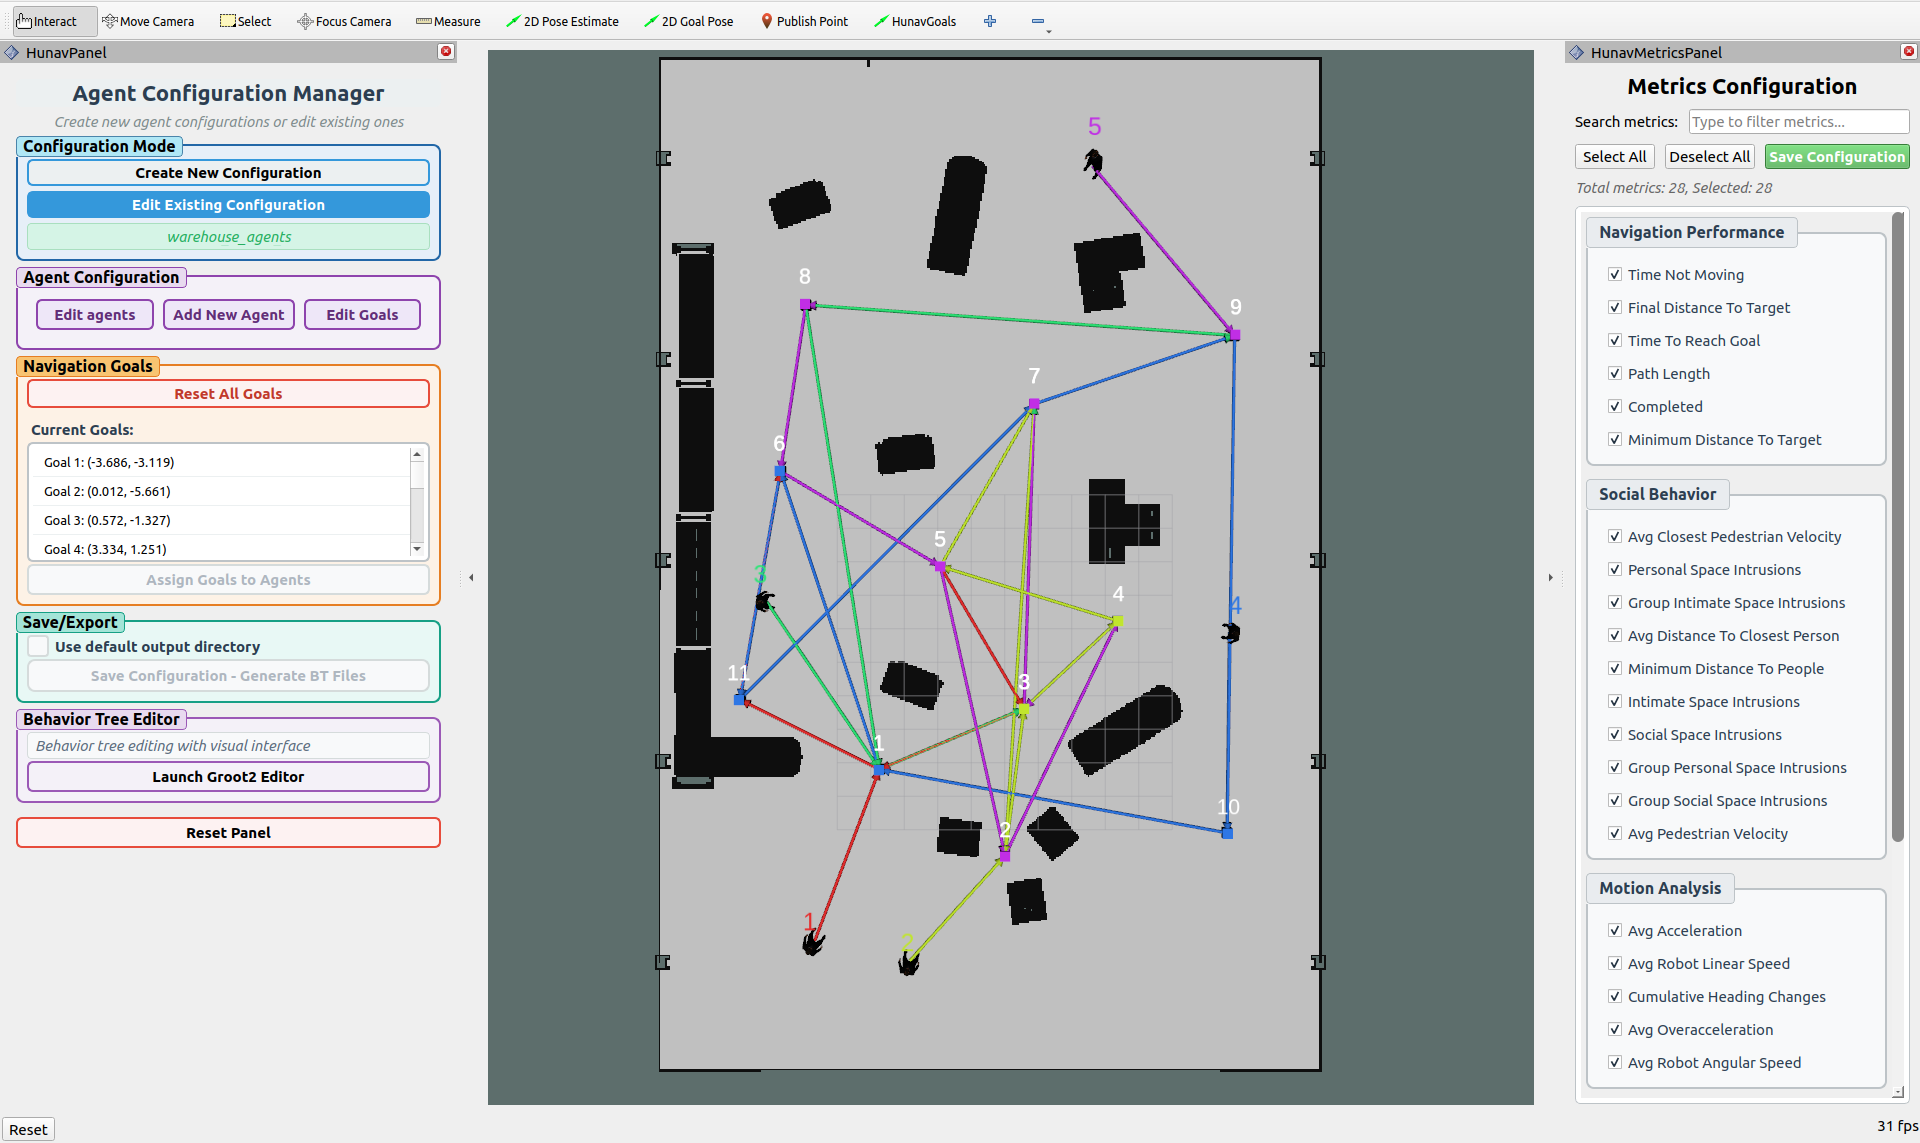 Interact Move Camera Select Focus Camera Measure 2D Pose Estimate 2D Goal Pose Publish Point HunavGoals
HunavPanel
Agent Configuration Manager
Create new agent configurations or edit existing ones
Configuration Mode
Create New Configuration
Edit Existing Configuration
warehouse_agents
Agent Configuration
Edit agents Add New Agent Edit Goals
Navigation Goals
Reset All Goals
Current Goals:
Goal 1: (-3.686, -3.119)
Goal 2: (0.012, -5.661)
Goal 3: (0.572, -1.327)
Goal 4: (3.334, 1.251)
Assign Goals to Agents
Save/Export
Use default output directory
Save Configuration - Generate BT Files
Behavior Tree Editor
Behavior tree editing with visual interface
Launch Groot2 Editor
Reset Panel
Reset
5
8
9
7
6
5
3
4
4
11
3
1
10
2
1
2
HunavMetricsPanel
Metrics Configuration
Search metrics: Type to filter metrics...
Select All Deselect All Save Configuration
Total metrics: 28, Selected: 28
Navigation Performance
Time Not Moving
Final Distance To Target
Time To Reach Goal
Path Length
Completed
Minimum Distance To Target
Social Behavior
Avg Closest Pedestrian Velocity
Personal Space Intrusions
Group Intimate Space Intrusions
Avg Distance To Closest Person
Minimum Distance To People
Intimate Space Intrusions
Social Space Intrusions
Group Personal Space Intrusions
Group Social Space Intrusions
Avg Pedestrian Velocity
Motion Analysis
Avg Acceleration
Avg Robot Linear Speed
Cumulative Heading Changes
Avg Overacceleration
Avg Robot Angular Speed
31 fps